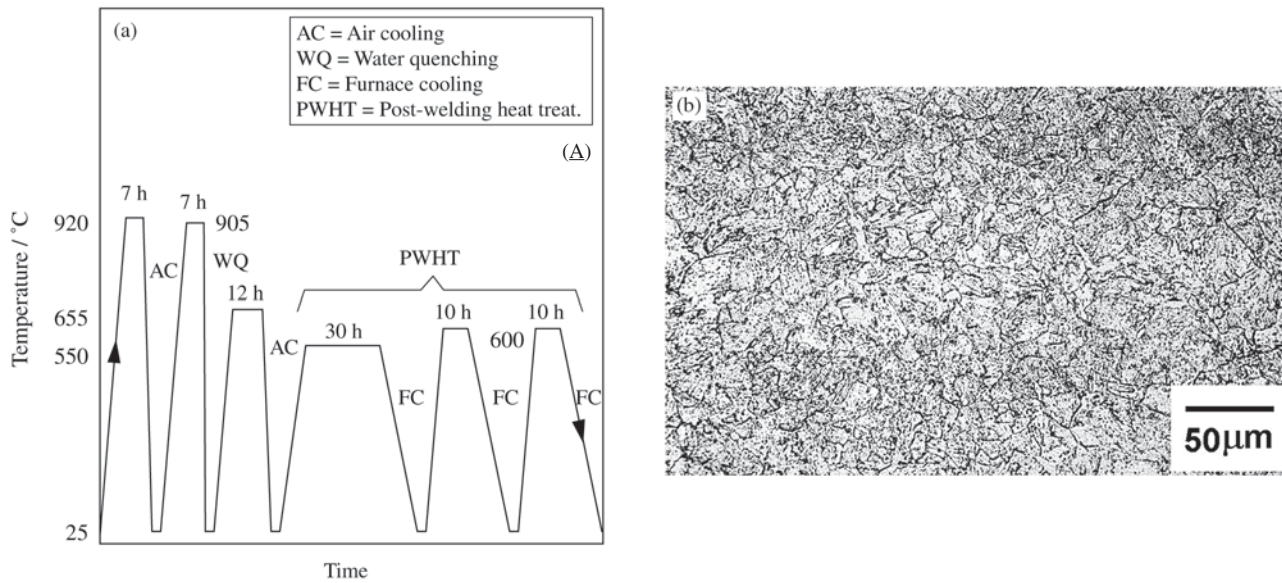 (a)
AC = Air cooling
WQ = Water quenching
FC = Furnace cooling
PWHT = Post-welding heat treat.
(A)
Temperature / °C
920
655
550
25
7 h
AC
7 h
905
WQ
12 h
AC
PWHT
30 h
FC
10 h
600
FC
10 h
FC
Time
(b)
50μm